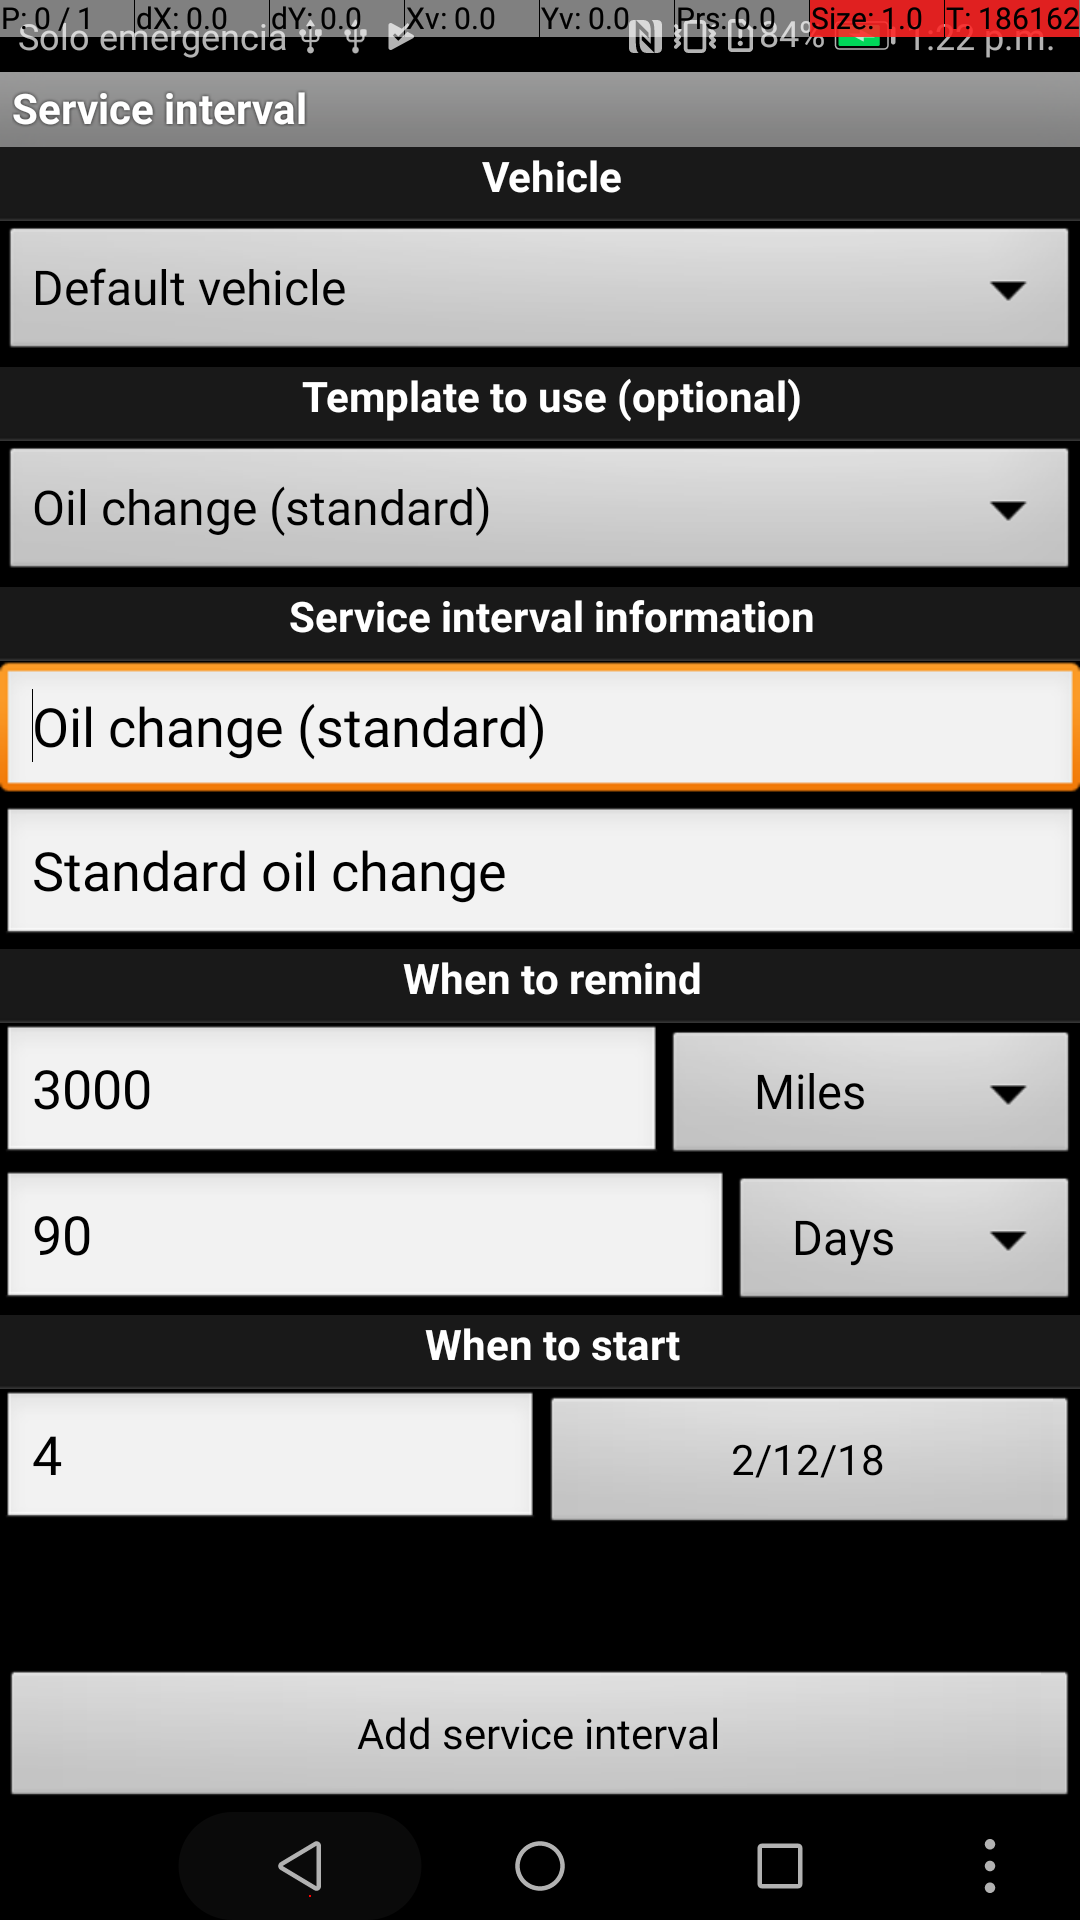 P: 0 / 1 dX: 0.0 dY: 0.0 Xv: 0.0 Yv: 0.0 Prs: 0.0 Size: 1.0 T: 186162
Solo emergencia 84% 1:22 p.m.
Service interval
Vehicle
Default vehicle
Template to use (optional)
Oil change (standard)
Service interval information
Oil change (standard)
Standard oil change
When to remind
3000 Miles
90 Days
When to start
4 2/12/18
Add service interval